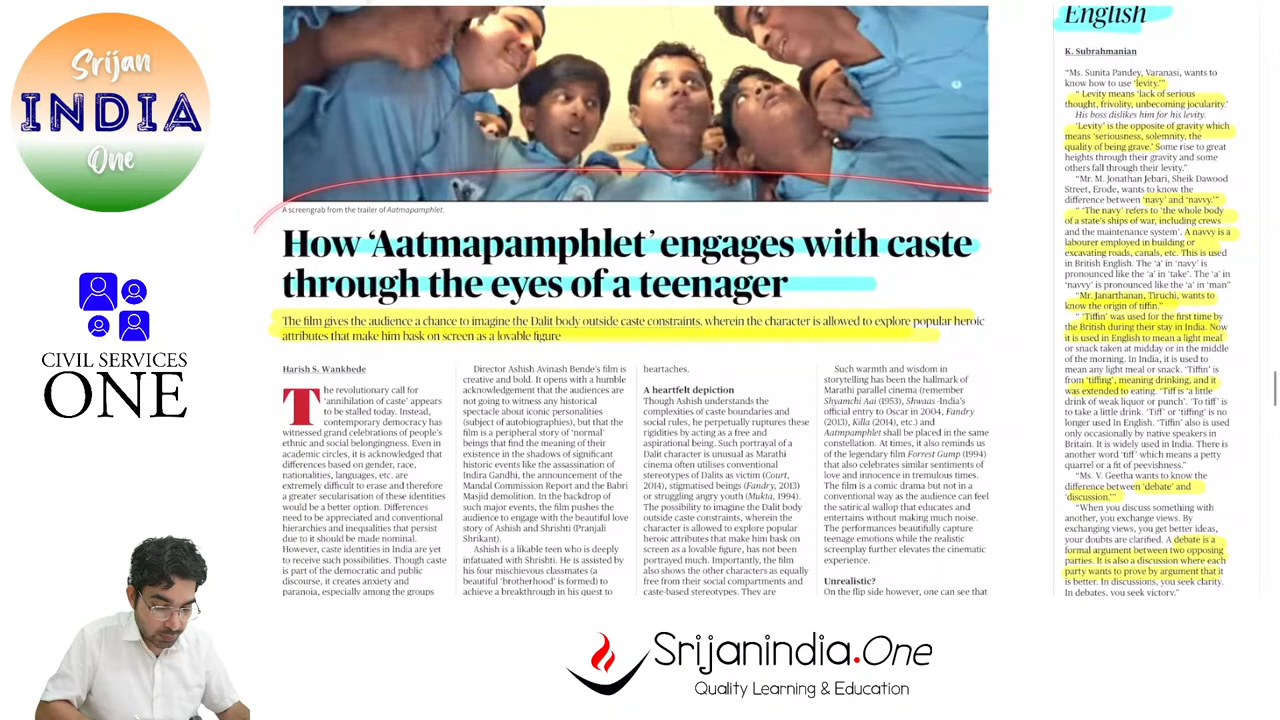 Srijan
INDIA
One
CIVIL SERVICES
ONE
A screengrab from the trailer of Aatmapamphlet.
How ‘Aatmapamphlet’ engages with caste
through the eyes of a teenager
The film gives the audience a chance to imagine the Dalit body outside caste constraints, wherein the character is allowed to explore popular heroic
attributes that make him bask on screen as a lovable figure
Harish S. Wankhede
The revolutionary call for
‘annihilation of caste’ appears
to be stalled today. Instead,
contemporary democracy has
witnessed grand celebrations of people’s
ethnic and social belongingness. Even in
academic circles, it is acknowledged that
differences based on gender, race,
nationalities, languages, etc. are
extremely difficult to erase and therefore
a greater secularisation of these identities
would be a better option. Differences
need to be appreciated and conventional
hierarchies and inequalities that persist
due to it should be made nominal.
However, caste identities in India are yet
to receive such possibilities. Though caste
is part of the democratic and public
discourse, it creates anxiety and
paranoia, especially among the groups
Director Ashish Avinash Bende’s film is
creative and bold. It opens with a humble
acknowledgment that the audiences are
not going to witness any historical
spectacle about iconic personalities
(subject of autobiographies), but that the
film is a peripheral story of ‘normal’
beings that find the meaning of their
existence in the shadows of significant
historic events like the assassination of
Indira Gandhi, the announcement of the
Mandal Commission Report and the Babri
Masjid demolition. In the backdrop of
such major events, the film pushes the
audience to engage with the beautiful love
story of Ashish and Shrishti (Pranjali
Shrikant).
Ashish is a likable teen who is deeply
infatuated with Shrishti. He is assisted by
his four mischievous classmates (a
beautiful ‘brotherhood’ is formed) to
achieve a breakthrough in his quest to
heartaches.
A heartfelt depiction
Though Ashish understands the
complexities of caste boundaries and
social rules, he perpetually ruptures these
rigidities by acting as a free and
aspirational being. Such portrayal of a
Dalit character is unusual as Marathi
cinema often utilises conventional
stereotypes of Dalits as victim (Court,
2014), stigmatised beings (Fandry, 2013)
or struggling angry youth (Mukta, 1994).
The possibility to imagine the Dalit body
outside caste constraints, wherein the
character is allowed to explore popular
heroic attributes that make him bask on
screen as a lovable figure, has not been
portrayed much. Importantly, the film
also shows the other characters as equally
free from their social compartments and
caste-based stereotypes. They are
Such warmth and wisdom in
storytelling has been the hallmark of
Marathi parallel cinema (remember
Shyamchi Aai (1953), Shwaas -India’s
official entry to Oscar in 2004, Fandry
(2013), Killa (2014), etc.) and
Aatmpamphlet shall be placed in the same
constellation. At times, it also reminds us
of the legendary film Forrest Gump (1994)
that also celebrates similar sentiments of
love and innocence in tremulous times.
The film is a comic drama but not in a
conventional way as the audience can feel
the satirical wallop that educates and
entertains without making much noise.
The performances beautifully capture
teenage emotions while the realistic
screenplay further elevates the cinematic
experience.
Unrealistic?
On the flip side however, one can see that
English
K. Subrahmanian
“Ms. Sunita Pandey, Varanasi, wants to
know how to use ‘levity.’”
“ Levity means ‘lack of serious
thought, frivolity, unbecoming jocularity.’
His boss dislikes him for his levity.
‘Levity’ is the opposite of gravity which
means ‘seriousness, solemnity, the
quality of being grave.’ Some rise to great
heights through their gravity and some
others fall through their levity.”
“Mr. M. Jonathan Jebari, Sheik Dawood
Street, Erode, wants to know the
difference between ‘navy’ and ‘navvy.’”
“ ‘The navy’ refers to ‘the whole body
of a state’s ships of war, including crews
and the maintenance system’. A navvy is a
labourer employed in building or
excavating roads, canals, etc. This is used
in British English. The ‘a’ in ‘navy’ is
pronounced like the ‘a’ in ‘take’. The ‘a’ in
‘navvy’ is pronounced like the ‘a’ in ‘man”
“Mr. Janarthanan, Tiruchi, wants to
know the origin of tiffin.”
“ ‘Tiffin’ was used for the first time by
the British during their stay in India. Now
it is used in English to mean a light meal
or snack taken at midday or in the middle
of the morning. In India, it is used to
mean any light meal or snack. ‘Tiffin’ is
from ‘tiffing’, meaning drinking, and it
was extended to eating. ‘Tiff’ is ‘a little
drink of weak liquor or punch’. ‘To tiff’ is
to take a little drink. ‘Tiff’ or ‘tiffing’ is no
longer used In English. ‘Tiffin’ also is used
only occasionally by native speakers in
Britain. It is widely used in India. There is
another word ‘tiff’ which means a petty
quarrel or a fit of peevishness.”
“Ms. V. Geetha wants to know the
difference between ‘debate’ and
‘discussion.’”
“When you discuss something with
another, you exchange views. By
exchanging views, you get better ideas,
your doubts are clarified. A debate is a
formal argument between two opposing
parties. It is also a discussion where each
party wants to prove by argument that it
is better. In discussions, you seek clarity.
In debates, you seek victory.”
Srijanindia.One
Quality Learning & Education